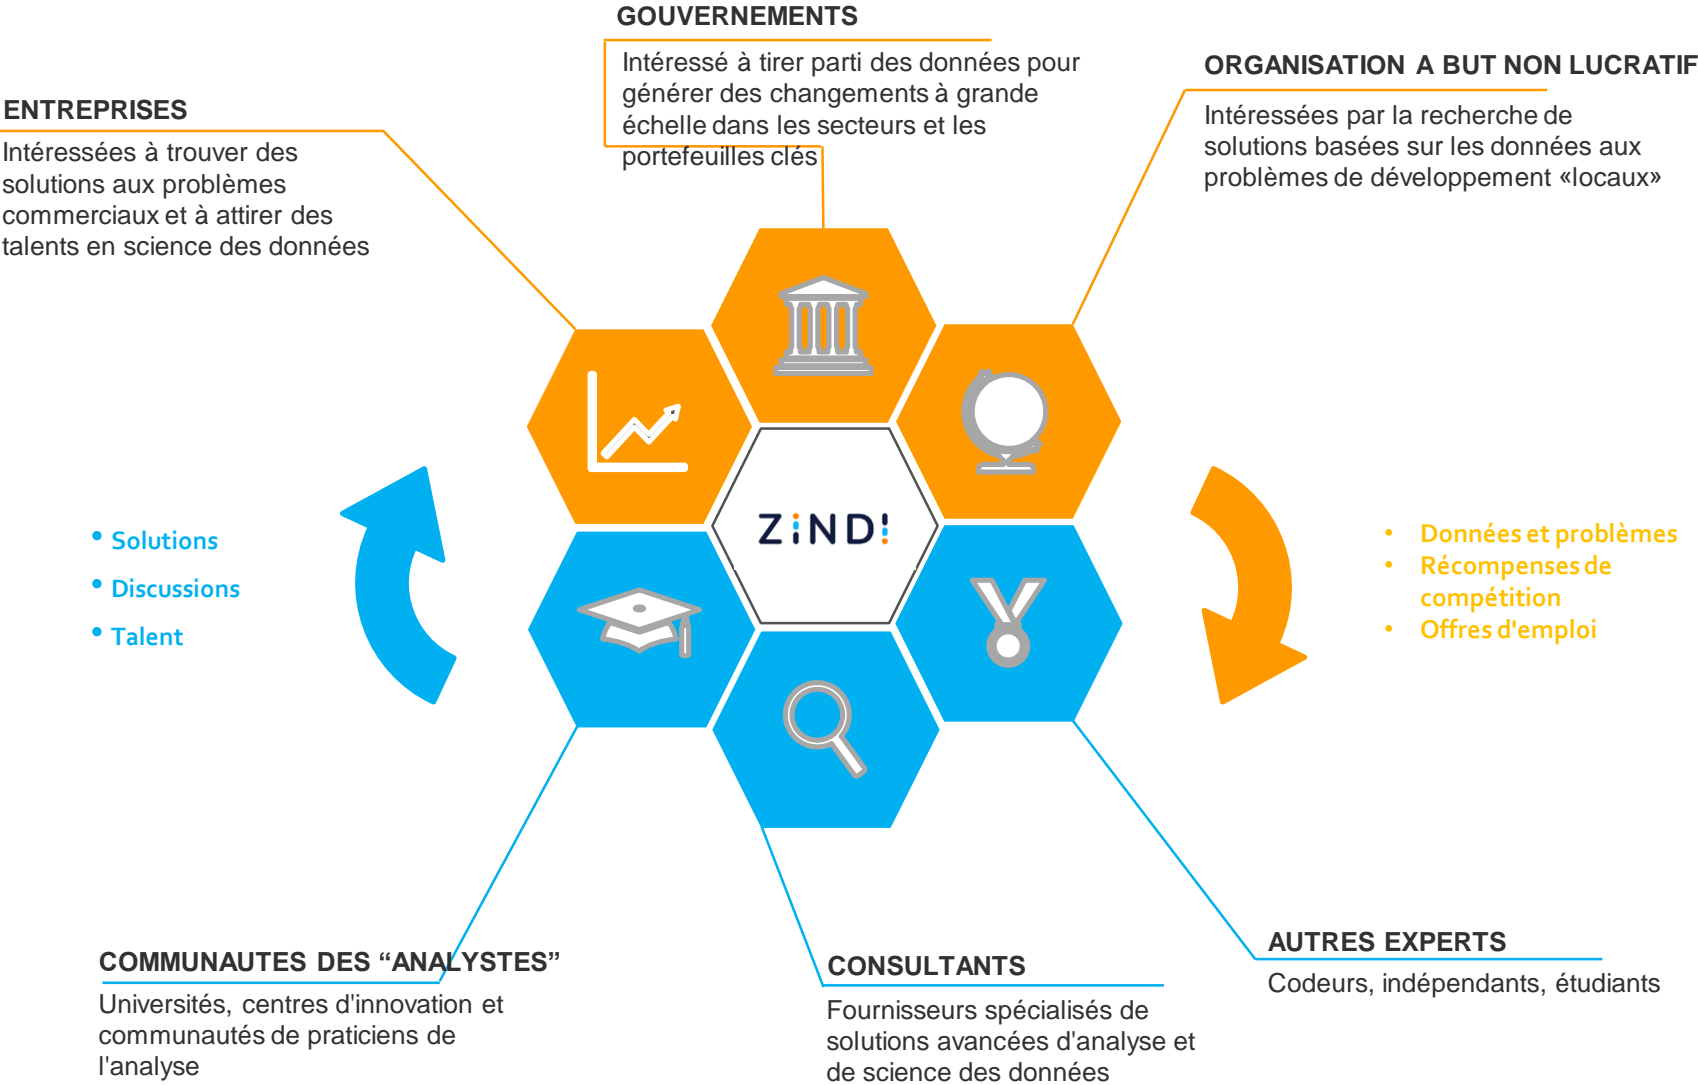 GOUVERNEMENTS
Intéressé à tirer parti des données pour
générer des changements à grande
échelle dans les secteurs et les
portefeuilles clés
ORGANISATION A BUT NON LUCRATIF
Intéressées par la recherche de
solutions basées sur les données aux
problèmes de développement «locaux»
ENTREPRISES
Intéressées à trouver des
solutions aux problèmes
commerciaux et à attirer des
talents en science des données
ZiND!
• Solutions
• Discussions
• Talent
• Données et problèmes
• Récompenses de
compétition
• Offres d'emploi
COMMUNAUTES DES “ANALYSTES”
Universités, centres d'innovation et
communautés de praticiens de
l'analyse
CONSULTANTS
Fournisseurs spécialisés de
solutions avancées d'analyse et
de science des données
AUTRES EXPERTS
Codeurs, indépendants, étudiants